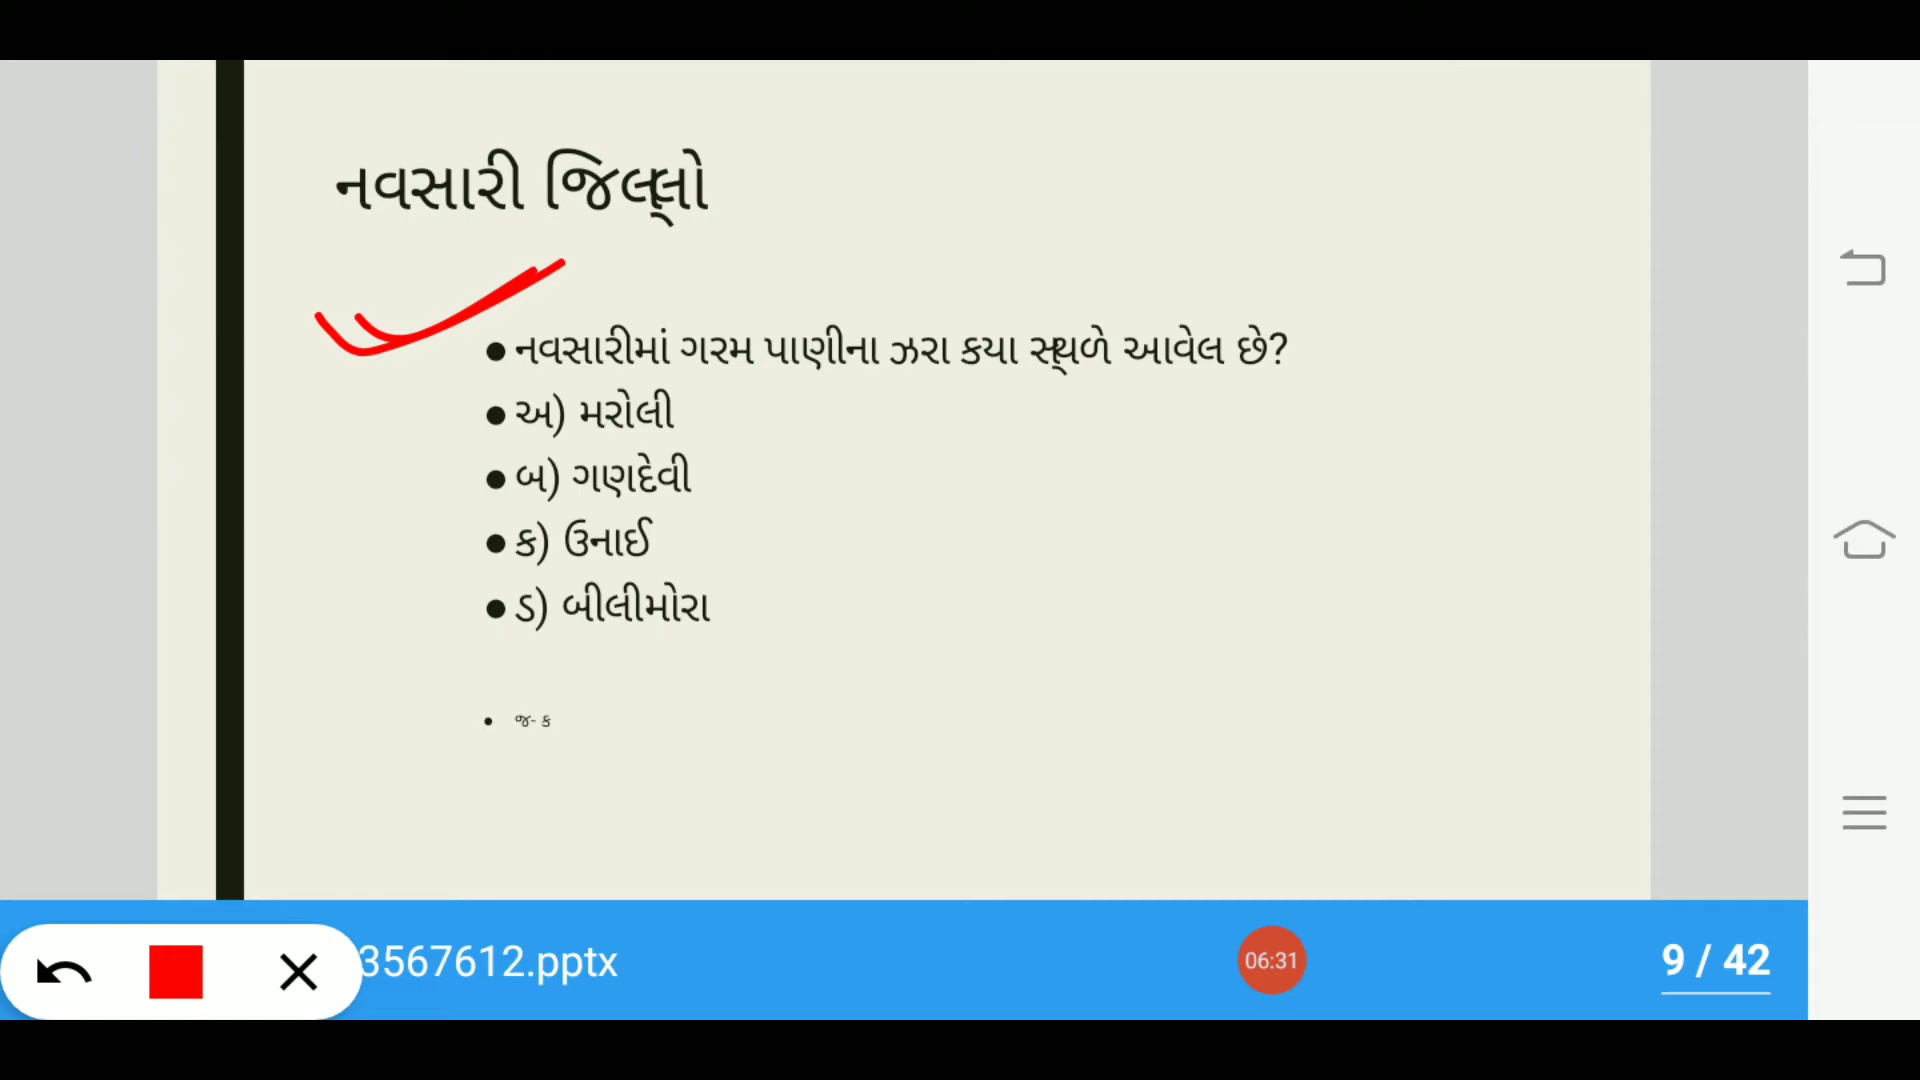 નવસારી જિલ્લો
• નવસારીમાં ગરમ પાણીના ઝરા કયા સ્થળે આવેલ છે?
• અ) મરોલી
• બ) ગણદેવી
• ક) ઉનાઈ
• ડ) બીલીમોરા
• જ- ક
3567612.pptx
06:31
9 / 42